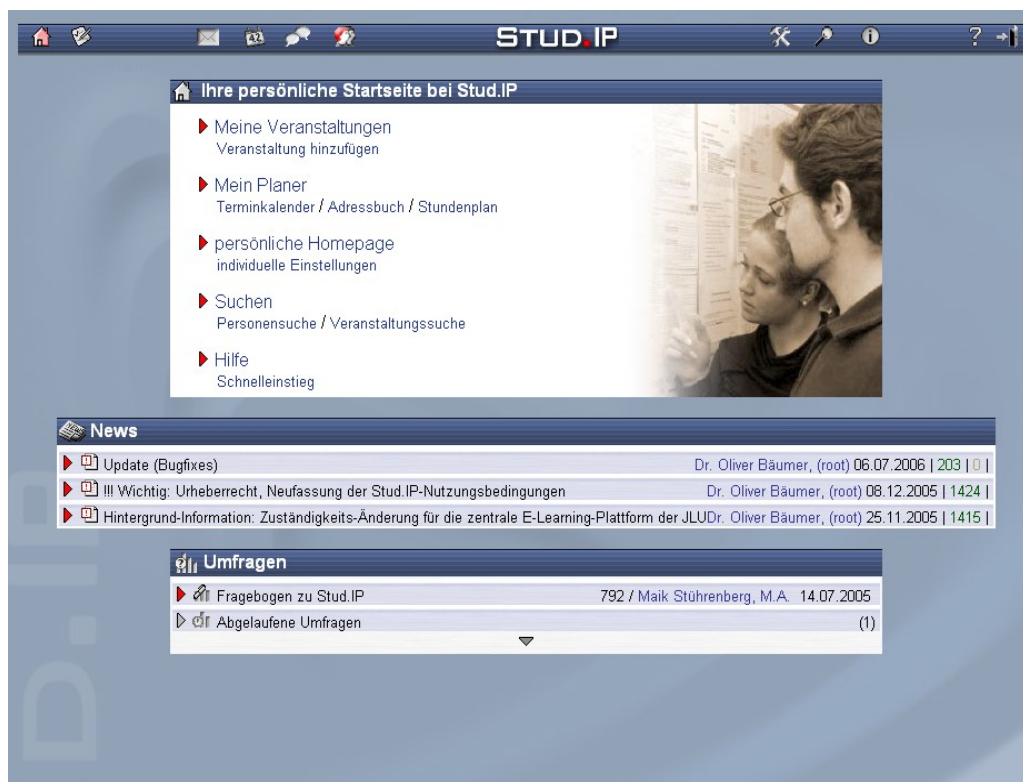 STUD.IP
?
Ihre persönliche Startseite bei Stud.IP
Meine Veranstaltungen
Veranstaltung hinzufügen
Mein Planer
Terminkalender / Adressbuch / Stundenplan
persönliche Homepage
individuelle Einstellungen
Suchen
Personensuche / Veranstaltungssuche
Hilfe
Schnelleinstieg
News
Update (Bugfixes) Dr. Oliver Bäumer, (root) 06.07.2006 | 203 | 0 |
!!! Wichtig: Urheberrecht, Neufassung der Stud.IP-Nutzungsbedingungen Dr. Oliver Bäumer, (root) 08.12.2005 | 1424 |
Hintergrund-Information: Zuständigkeits-Änderung für die zentrale E-Learning-Plattform der JLUDr. Oliver Bäumer, (root) 25.11.2005 | 1415 |
Umfragen
Fragebogen zu Stud.IP 792 / Maik Stührenberg, M.A. 14.07.2005
Abgelaufene Umfragen (1)
D.IP